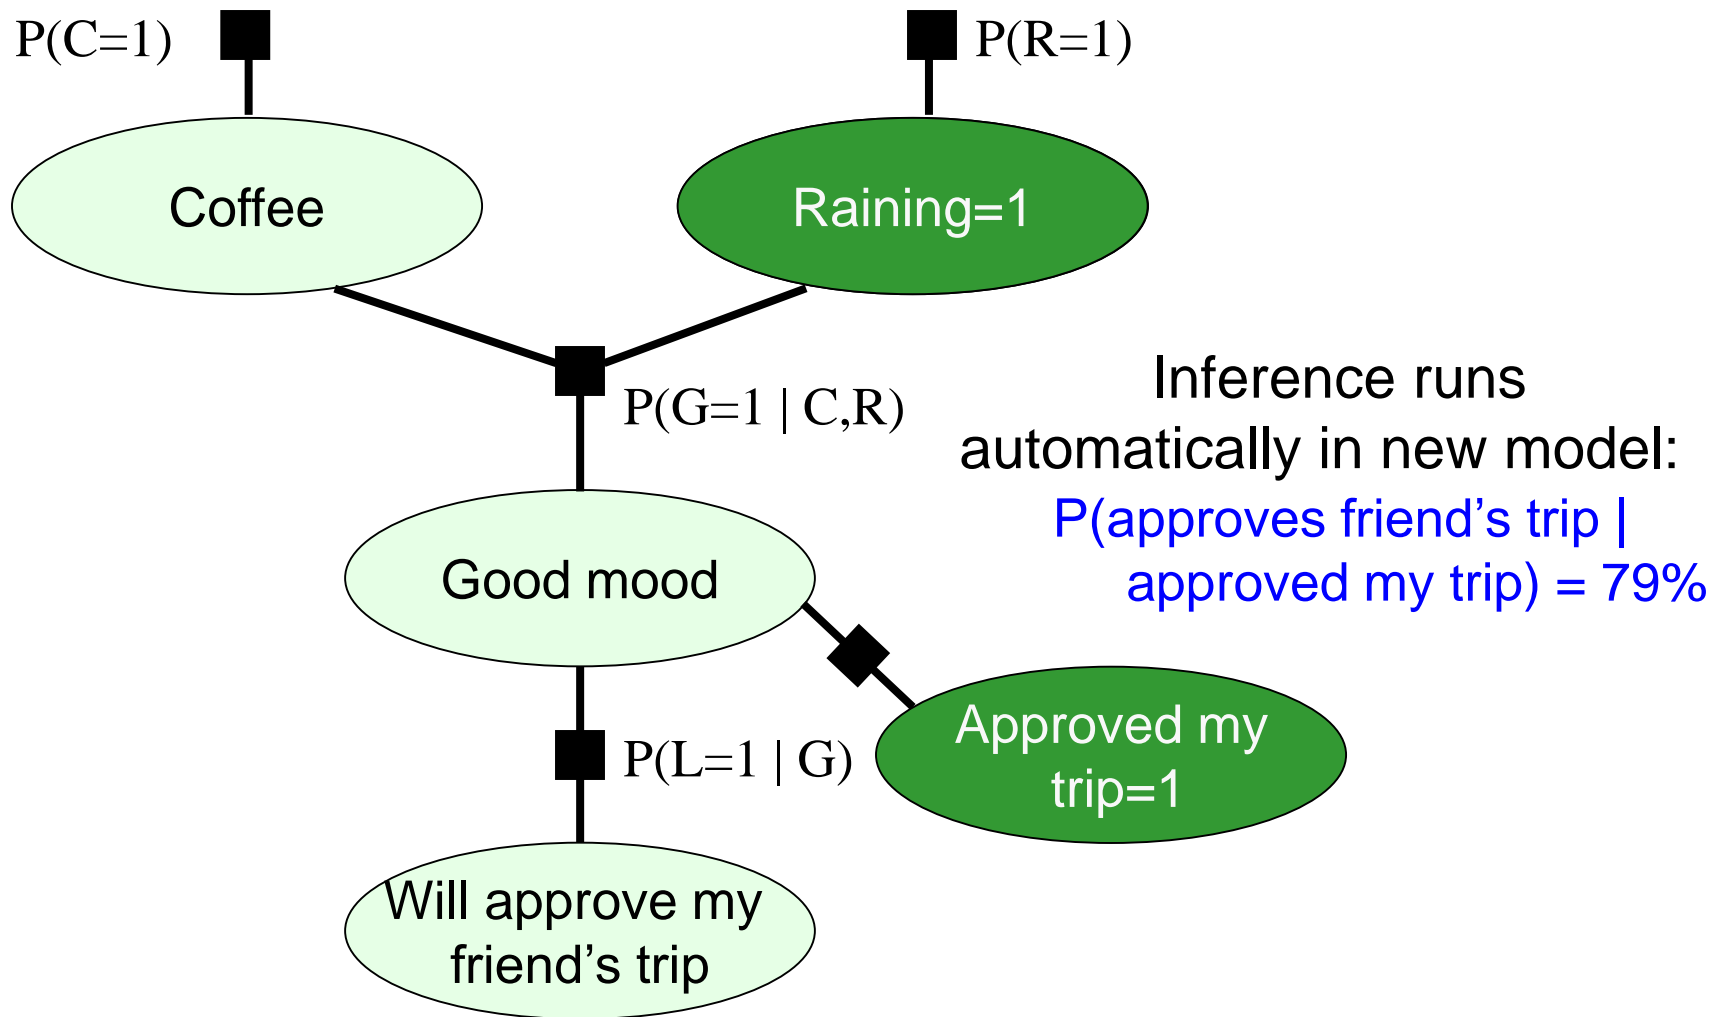 P(C=1)
P(R=1)
Coffee
Raining=1
P(G=1 | C,R)
Inference runs
automatically in new model:
P(approves friend’s trip |
approved my trip) = 79%
Good mood
Approved my
trip=1
P(L=1 | G)
Will approve my
friend’s trip